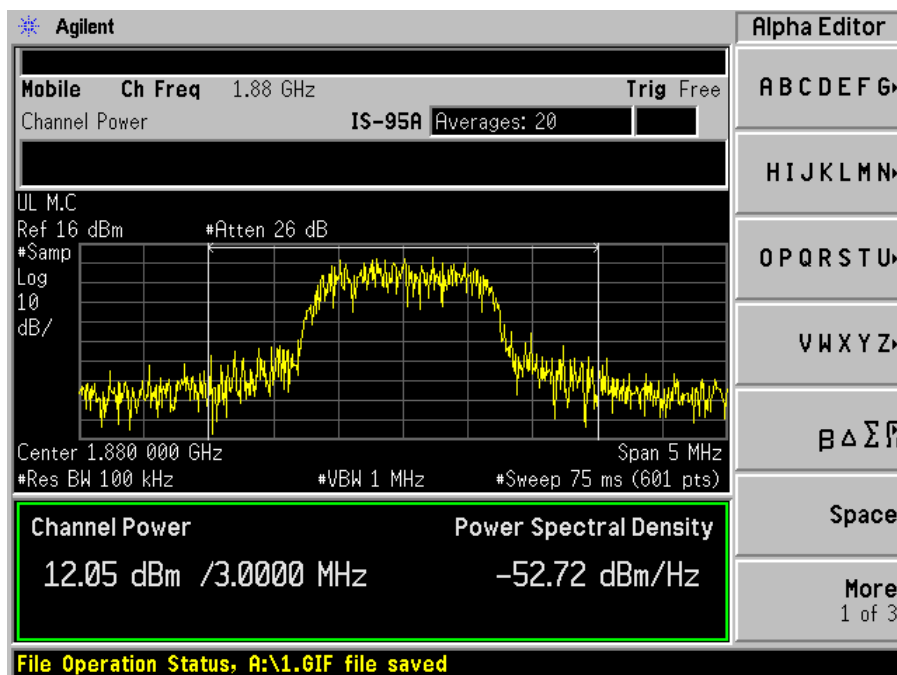 Agilent
Alpha Editor
Mobile Ch Freq 1.88 GHz Trig Free
Channel Power IS-95A Averages: 20
UL M.C
Ref 16 dBm #Atten 26 dB
#Samp
Log
10
dB/
Center 1.880 000 GHz Span 5 MHz
#Res BW 100 kHz #VBW 1 MHz #Sweep 75 ms (601 pts)
Channel Power Power Spectral Density
12.05 dBm /3.0000 MHz -52.72 dBm/Hz
File Operation Status, A:\1.GIF file saved
A B C D E F G
H I J K L M N
O P Q R S T U
V W X Y Z
Space
More
1 of 3